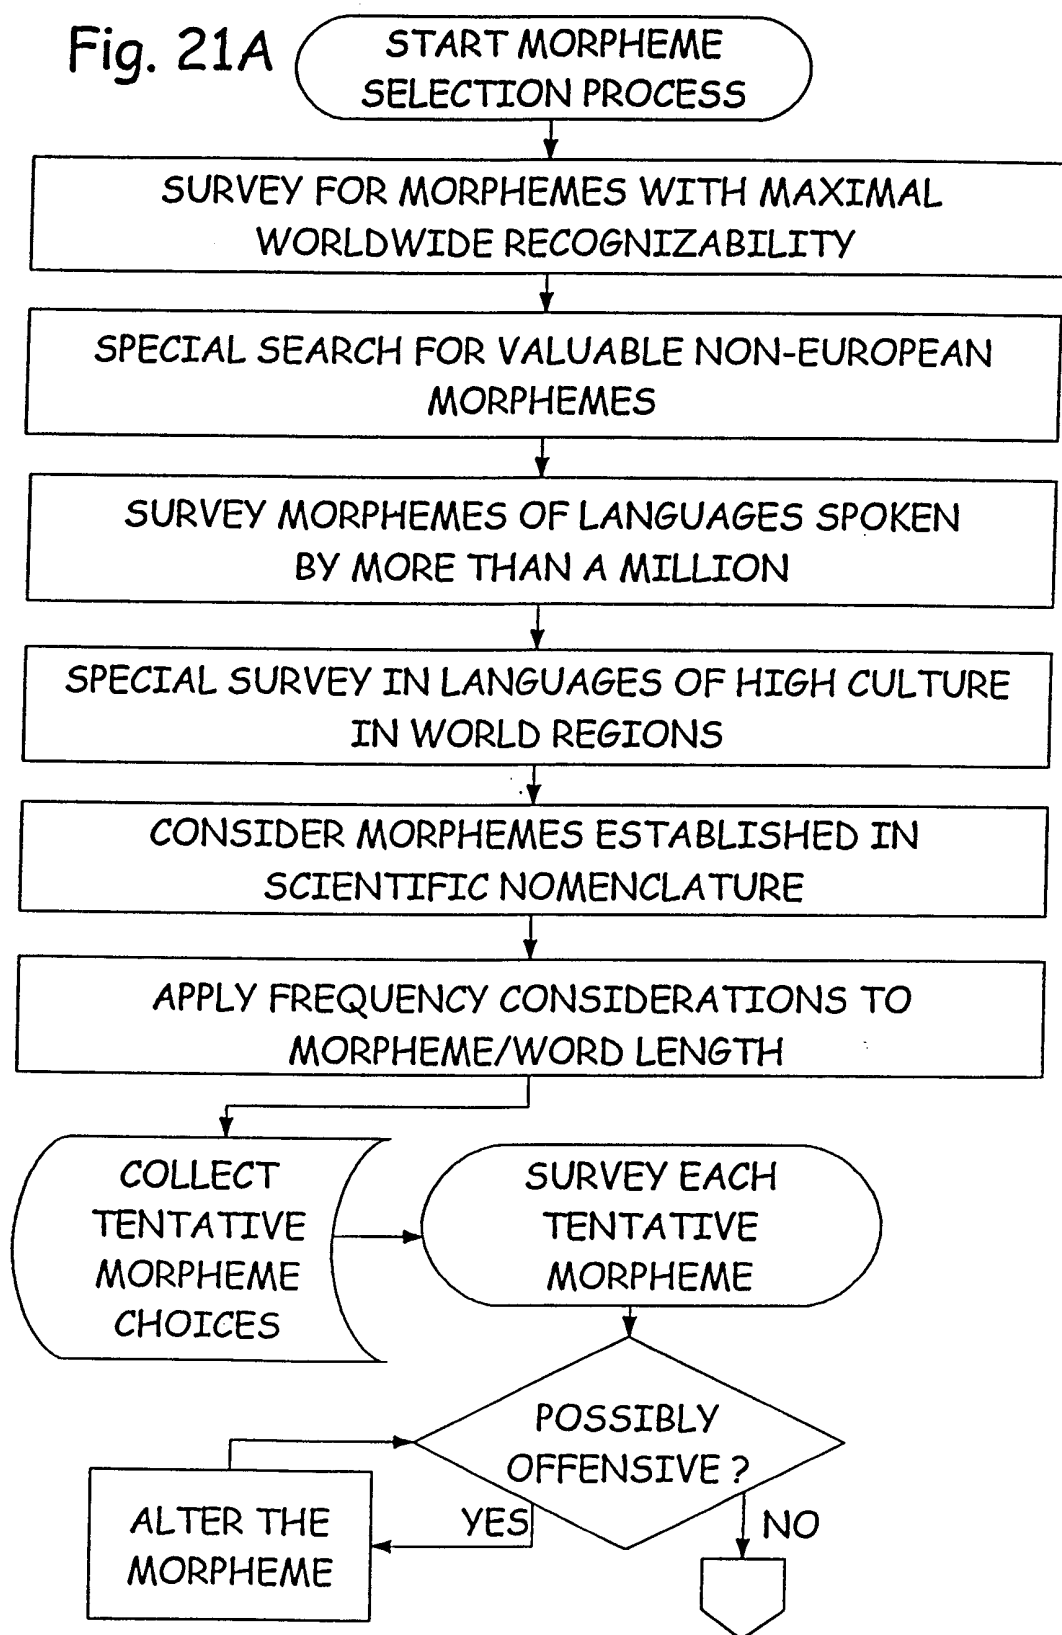 Fig. 21A
START MORPHEME
SELECTION PROCESS
SURVEY FOR MORPHEMES WITH MAXIMAL
WORLDWIDE RECOGNIZABILITY
SPECIAL SEARCH FOR VALUABLE NON-EUROPEAN
MORPHEMES
SURVEY MORPHEMES OF LANGUAGES SPOKEN
BY MORE THAN A MILLION
SPECIAL SURVEY IN LANGUAGES OF HIGH CULTURE
IN WORLD REGIONS
CONSIDER MORPHEMES ESTABLISHED IN
SCIENTIFIC NOMENCLATURE
APPLY FREQUENCY CONSIDERATIONS TO
MORPHEME/WORD LENGTH
COLLECT
TENTATIVE
MORPHEME
CHOICES
SURVEY EACH
TENTATIVE
MORPHEME
POSSIBLY
OFFENSIVE ?
ALTER THE
MORPHEME
YES
NO